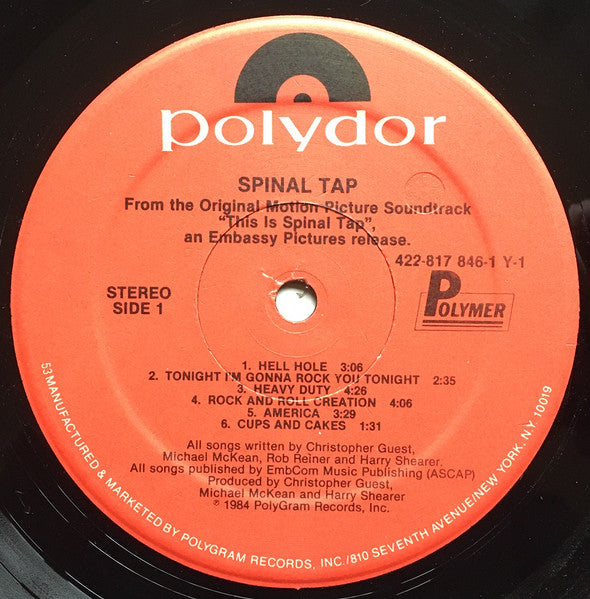 polydor
SPINAL TAP
From the Original Motion Picture Soundtrack
"This Is Spinal Tap",
an Embassy Pictures release.
422-817 846-1 Y-1
STEREO
SIDE 1
POLYMER
1. HELL HOLE 3:06
2. TONIGHT I'M GONNA ROCK YOU TONIGHT 2:35
3. HEAVY DUTY 4:26
4. ROCK AND ROLL CREATION 4:06
5. AMERICA 3:29
6. CUPS AND CAKES 1:31
All songs written by Christopher Guest,
Michael McKean, Rob Reiner and Harry Shearer.
All songs published by EmbCom Music Publishing (ASCAP)
Produced by Christopher Guest,
Michael McKean and Harry Shearer
℗ 1984 PolyGram Records, Inc.
53 MANUFACTURED & MARKETED BY POLYGRAM RECORDS, INC./810 SEVENTH AVENUE/NEW YORK, NY 10019